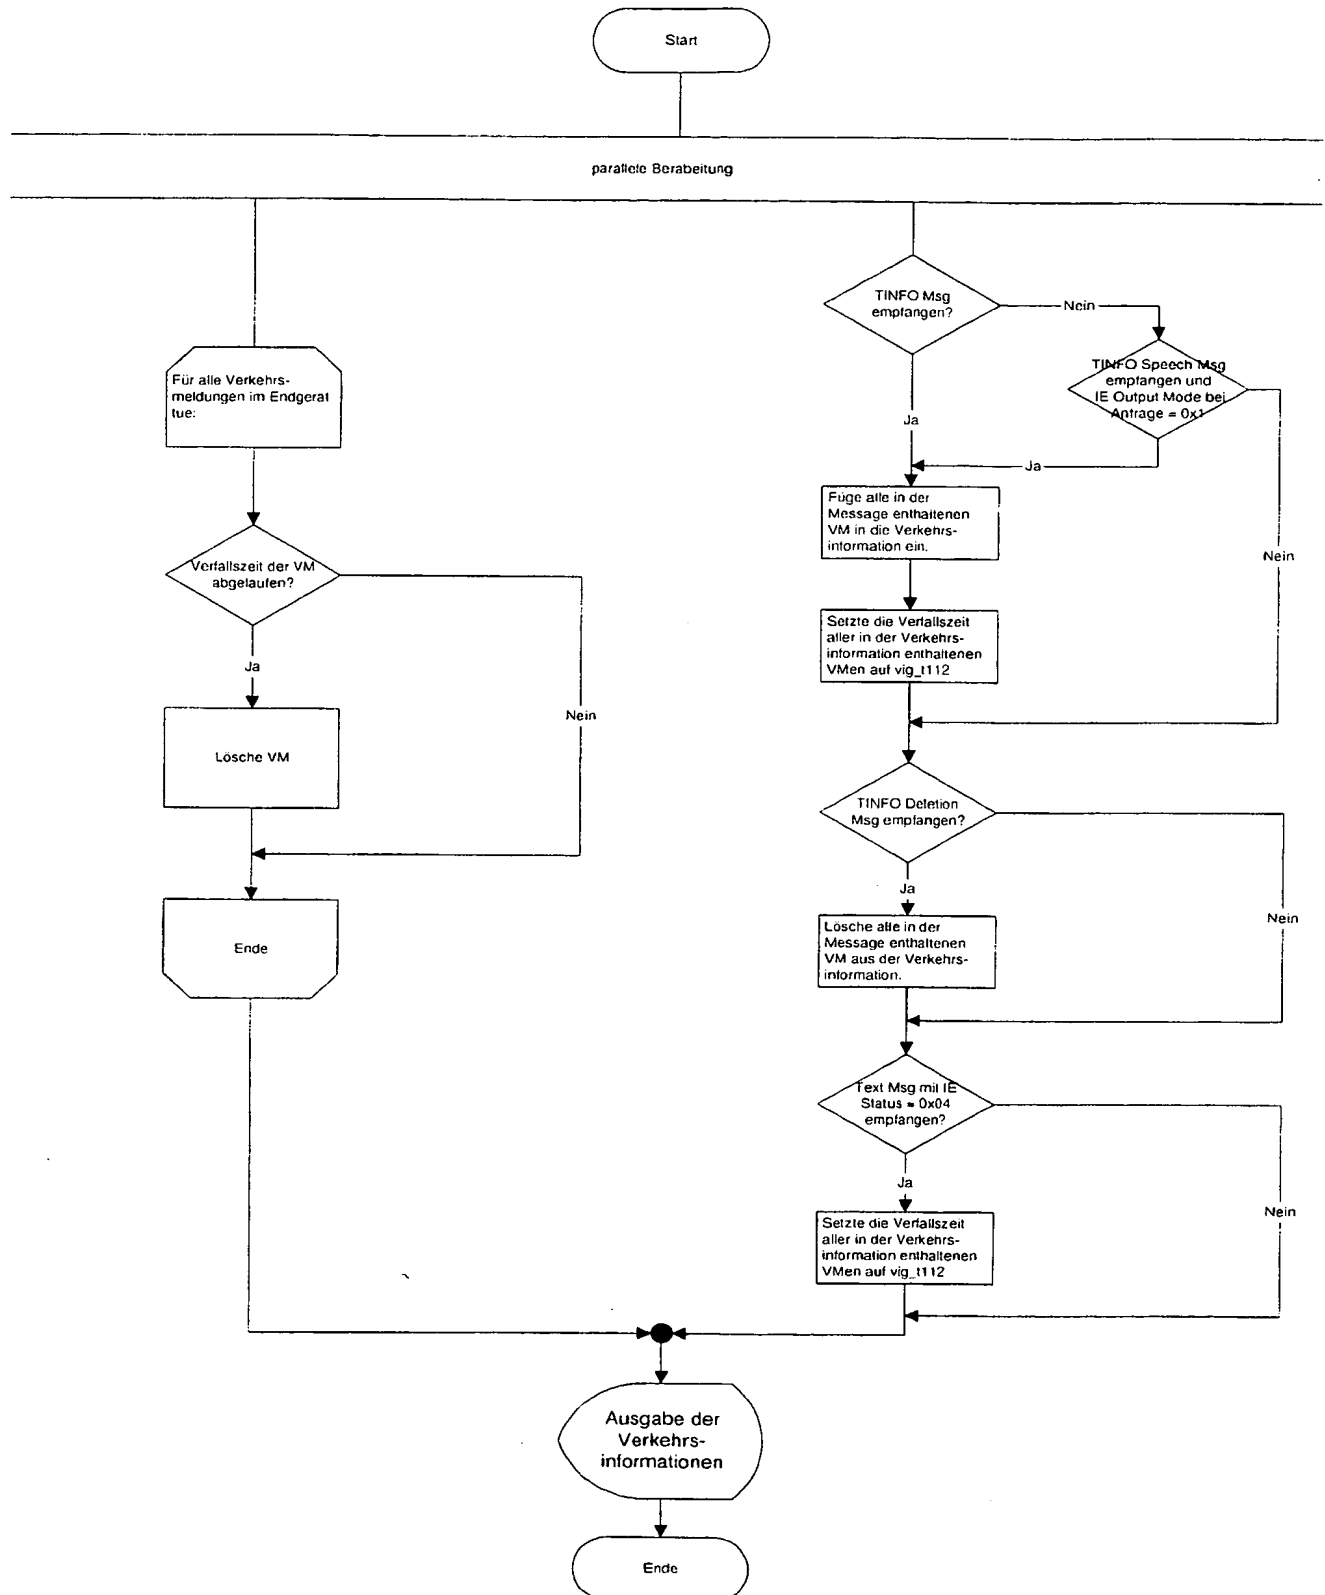 Start
parallele Berabeitung
Für alle Verkehrs-
meldungen im Endgerät
tue:
Verfallszeit der VM
abgelaufen?
Ja
Nein
Lösche VM
Ende
TINFO Msg
empfangen?
Nein
Ja
TINFO Speech Msg
empfangen und
IE Output Mode bei
Anfrage = 0x1
Ja
Nein
Füge alle in der
Message enthaltenen
VM in die Verkehrs-
information ein.
Setzte die Verfallszeit
aller in der Verkehrs-
information enthaltenen
VMen auf vig_t112
TINFO Deletion
Msg empfangen?
Ja
Nein
Lösche alle in der
Message enthaltenen
VM aus der Verkehrs-
information.
Text Msg mit IE
Status = 0x04
empfangen?
Ja
Nein
Setzte die Verfallszeit
aller in der Verkehrs-
information enthaltenen
VMen auf vig_t112
Ausgabe der
Verkehrs-
informationen
Ende